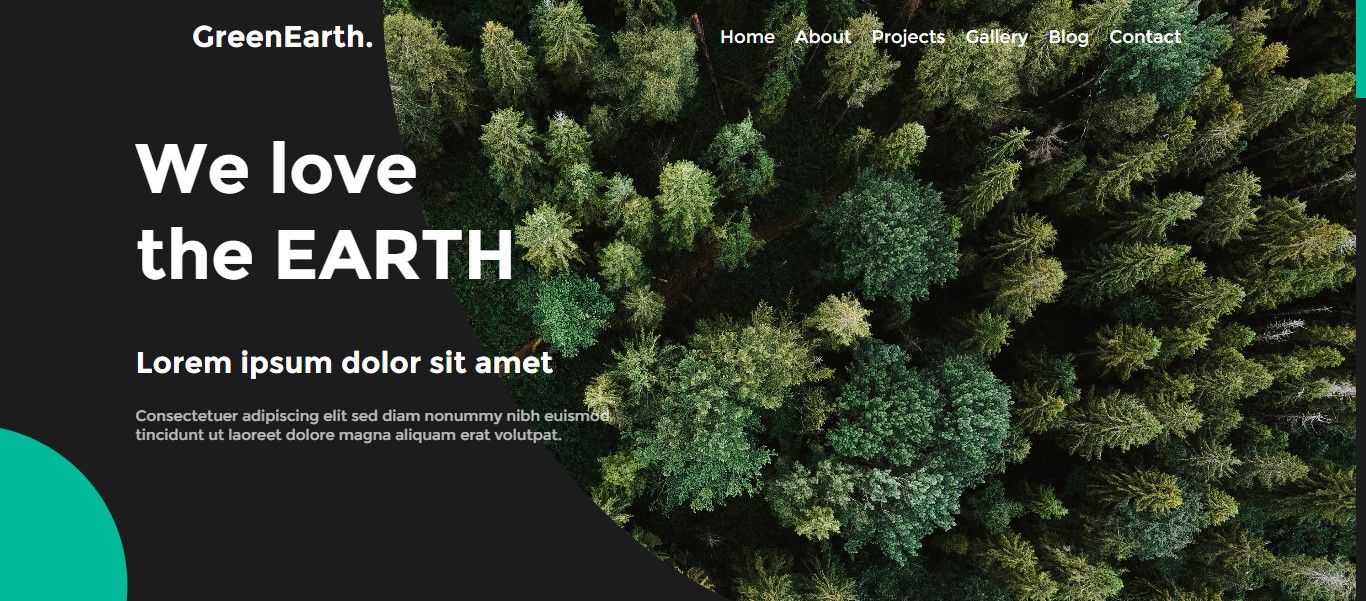 GreenEarth.
Home About Projects Gallery Blog Contact
We love
the EARTH
Lorem ipsum dolor sit amet
Consectetuer adipiscing elit sed diam nonummy nibh euismod
tincidunt ut laoreet dolore magna aliquam erat volutpat.